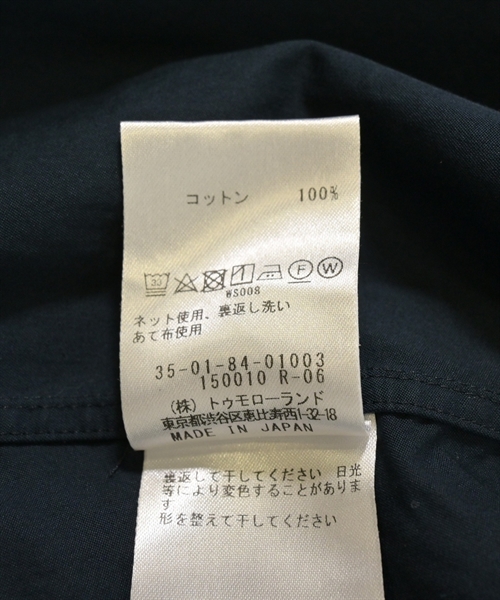 コットン 100%
30 F W
WS008
ネット使用、裏返し洗い
あて布使用
35-01-84-01003
150010 R-06
(株) トゥモローランド
東京都渋谷区恵比寿西1-32-18
MADE IN JAPAN
裏返して干してください 日光
等により変色することがありま
す
形を整えて干してください